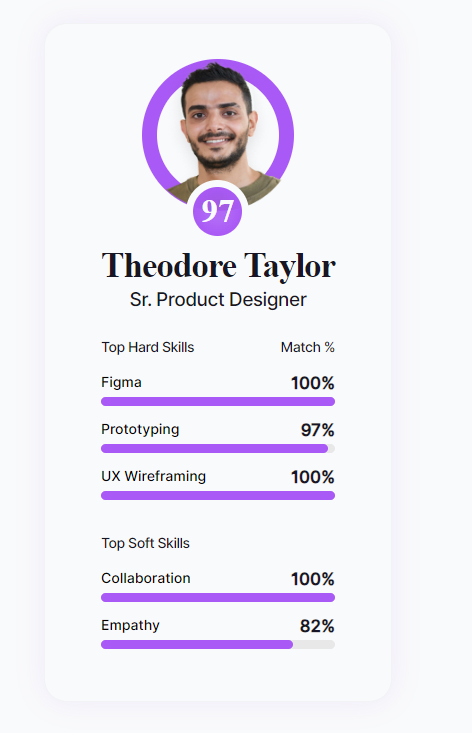 97
Theodore Taylor
Sr. Product Designer
Top Hard Skills Match %
Figma 100%
Prototyping 97%
UX Wireframing 100%
Top Soft Skills
Collaboration 100%
Empathy 82%